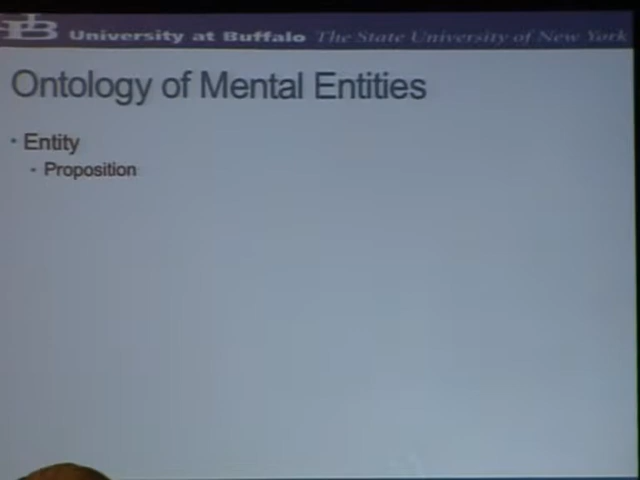 University at Buffalo The State University of New York
Ontology of Mental Entities
• Entity
- Proposition